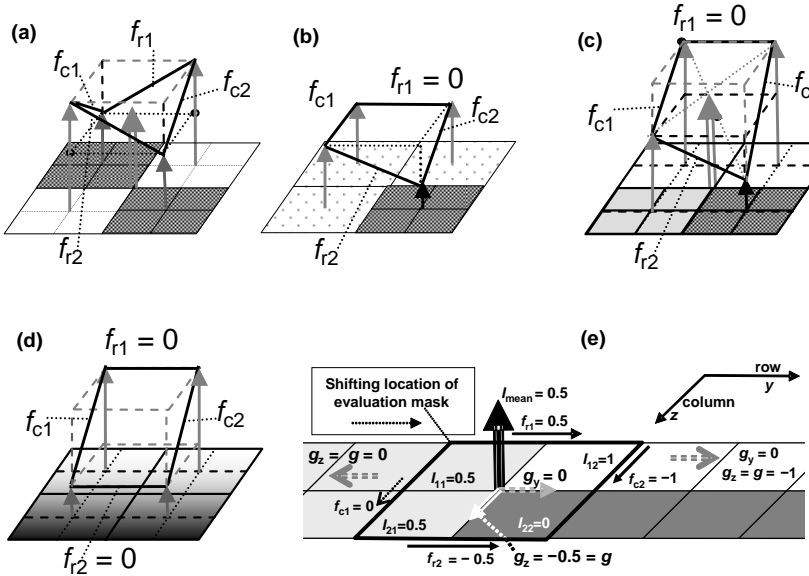 (a)
f_r1
f_c1
f_c2
f_r2
(b)
f_r1 = 0
f_c1
f_c2
f_r2
(c)
f_r1 = 0
f_c1
f_c
f_r2
(d)
f_r1 = 0
f_c1
f_c2
f_r2 = 0
(e)
Shifting location of
evaluation mask
I_mean = 0.5
f_r1 = 0.5
row
y
column
z
g_z = g = 0
I_11=0.5
g_y = 0
I_12=1
g_y = 0
g_z = g = -1
f_c1 = 0
f_c2 = -1
I_21=0.5
I_22=0
f_r2 = - 0.5
g_z = -0.5 = g